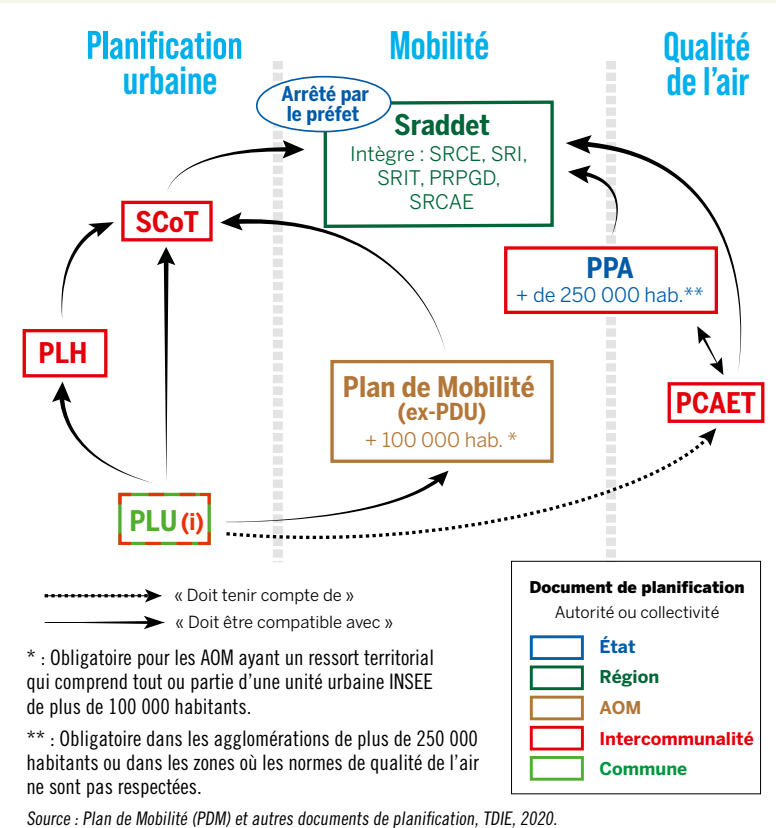 Planification
urbaine
Mobilité
Qualité
de l’air
Arrêté par
le préfet
Sraddet
Intègre : SRCE, SRI,
SRIT, PRPGD,
SRCAE
SCoT
PPA
+ de 250 000 hab.**
PLH
Plan de Mobilité
(ex-PDU)
+ 100 000 hab. *
PCAET
PLU (i)
« Doit tenir compte de »
« Doit être compatible avec »
* : Obligatoire pour les AOM ayant un ressort territorial
qui comprend tout ou partie d’une unité urbaine INSEE
de plus de 100 000 habitants.
** : Obligatoire dans les agglomérations de plus de 250 000
habitants ou dans les zones où les normes de qualité de l’air
ne sont pas respectées.
Document de planification
Autorité ou collectivité
État
Région
AOM
Intercommunalité
Commune
Source : Plan de Mobilité (PDM) et autres documents de planification, TDIE, 2020.